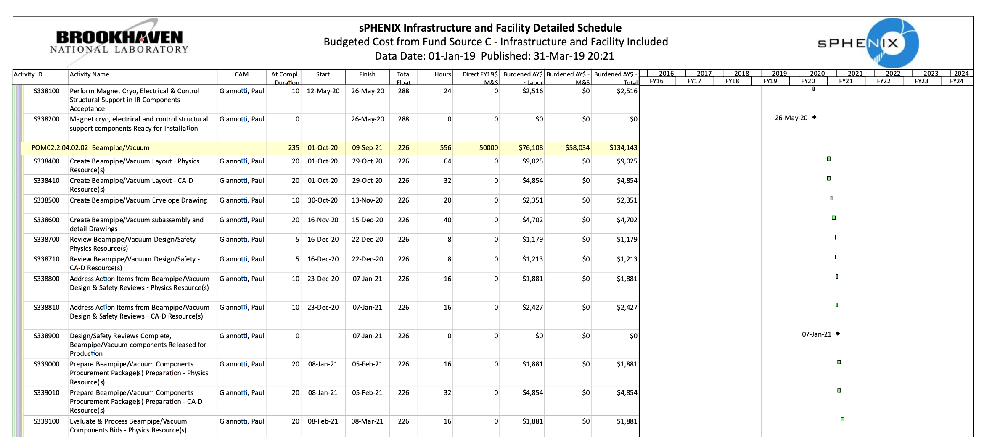 BROOKHAVEN
NATIONAL LABORATORY
sPHENIX Infrastructure and Facility Detailed Schedule
Budgeted Cost from Fund Source C - Infrastructure and Facility Included
Data Date: 01-Jan-19 Published: 31-Mar-19 20:21
sPHENIX
Activity ID Activity Name CAM At Compl. Start Finish Total Hours Direct FY19$ Burdened AY$ Burdened AY$ - Burdened AY$ - 2016 2017 2018 2019 2020 2021 2022 2023 2024
Duration Float M&S - Labor M&S Total FY16 FY17 FY18 FY19 FY20 FY21 FY22 FY23 FY24
S338100 Perform Magnet Cryo, Electrical & Control Giannotti, Paul 10 12-May-20 26-May-20 288 24 0 $2,516 $0 $2,516
Structural Support in IR Components
Acceptance
S338200 Magnet cryo, electrical and control structural Giannotti, Paul 0 26-May-20 288 0 0 $0 $0 $0 26-May-20
support components Ready for Installation
POM02.2.04.02.02 Beampipe/Vacuum 235 01-Oct-20 09-Sep-21 226 556 50000 $76,108 $58,034 $134,143
S338400 Create Beampipe/Vacuum Layout - Physics Giannotti, Paul 20 01-Oct-20 29-Oct-20 226 64 0 $9,025 $0 $9,025
Resource(s)
S338410 Create Beampipe/Vacuum Layout - CA-D Giannotti, Paul 20 01-Oct-20 29-Oct-20 226 32 0 $4,854 $0 $4,854
Resource(s)
S338500 Create Beampipe/Vacuum Envelope Drawing Giannotti, Paul 10 30-Oct-20 13-Nov-20 226 20 0 $2,351 $0 $2,351
S338600 Create Beampipe/Vacuum subassembly and Giannotti, Paul 20 16-Nov-20 15-Dec-20 226 40 0 $4,702 $0 $4,702
detail Drawings
S338700 Review Beampipe/Vacuum Design/Safety - Giannotti, Paul 5 16-Dec-20 22-Dec-20 226 8 0 $1,179 $0 $1,179
Physics Resource(s)
S338710 Review Beampipe/Vacuum Design/Safety - Giannotti, Paul 5 16-Dec-20 22-Dec-20 226 8 0 $1,213 $0 $1,213
CA-D Resource(s)
S338800 Address Action Items from Beampipe/Vacuum Giannotti, Paul 10 23-Dec-20 07-Jan-21 226 16 0 $1,881 $0 $1,881
Design & Safety Reviews - Physics Resource(s)
S338810 Address Action Items from Beampipe/Vacuum Giannotti, Paul 10 23-Dec-20 07-Jan-21 226 16 0 $2,427 $0 $2,427
Design & Safety Reviews - CA-D Resource(s)
S338900 Design/Safety Reviews Complete, Giannotti, Paul 0 07-Jan-21 226 0 0 $0 $0 $0 07-Jan-21
Beampipe/Vacuum components Released for
Production
S339000 Prepare Beampipe/Vacuum Components Giannotti, Paul 20 08-Jan-21 05-Feb-21 226 16 0 $1,881 $0 $1,881
Procurement Package(s) Preparation - Physics
Resource(s)
S339010 Prepare Beampipe/Vacuum Components Giannotti, Paul 20 08-Jan-21 05-Feb-21 226 32 0 $4,854 $0 $4,854
Procurement Package(s) Preparation - CA-D
Resource(s)
S339100 Evaluate & Process Beampipe/Vacuum Giannotti, Paul 20 08-Feb-21 08-Mar-21 226 16 0 $1,881 $0 $1,881
Components Bids - Physics Resource(s)